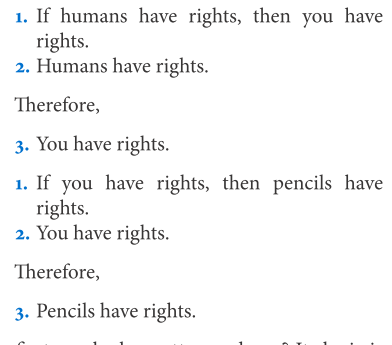 1. If humans have rights, then you have
rights.
2. Humans have rights.
Therefore,
3. You have rights.
1. If you have rights, then pencils have
rights.
2. You have rights.
Therefore,
3. Pencils have rights.